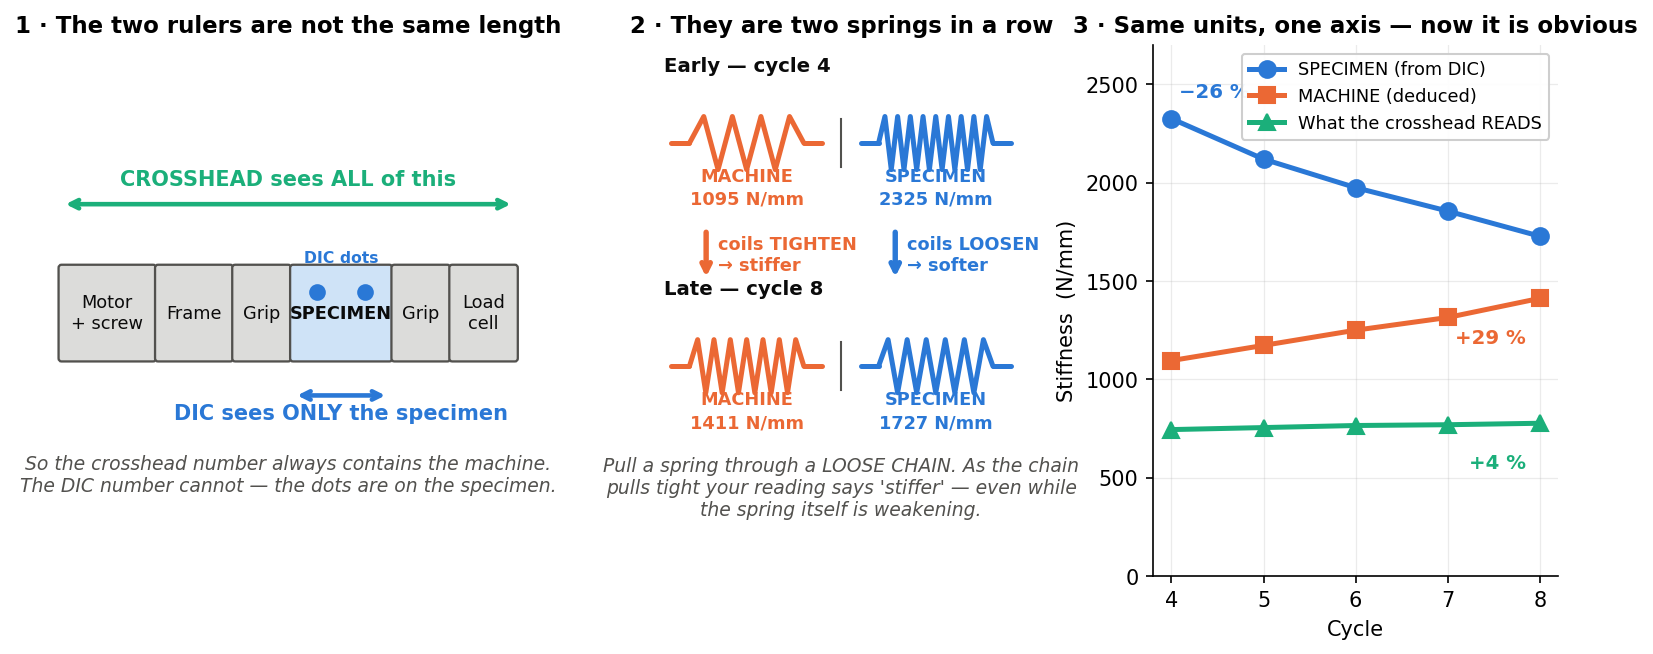 1 · The two rulers are not the same length
CROSSHEAD sees ALL of this
DIC dots
Motor
+ screw
Frame
Grip
SPECIMEN
Grip
Load
cell
DIC sees ONLY the specimen
So the crosshead number always contains the machine.
The DIC number cannot — the dots are on the specimen.
2 · They are two springs in a row
Early — cycle 4
MACHINE
1095 N/mm
SPECIMEN
2325 N/mm
coils TIGHTEN
→ stiffer
coils LOOSEN
→ softer
Late — cycle 8
MACHINE
1411 N/mm
SPECIMEN
1727 N/mm
Pull a spring through a LOOSE CHAIN. As the chain
pulls tight your reading says 'stiffer' — even while
the spring itself is weakening.
3 · Same units, one axis — now it is obvious
SPECIMEN (from DIC)
MACHINE (deduced)
What the crosshead READS
−26 %
+29 %
+4 %
Stiffness (N/mm)
2500
2000
1500
1000
500
0
4
5
6
7
8
Cycle